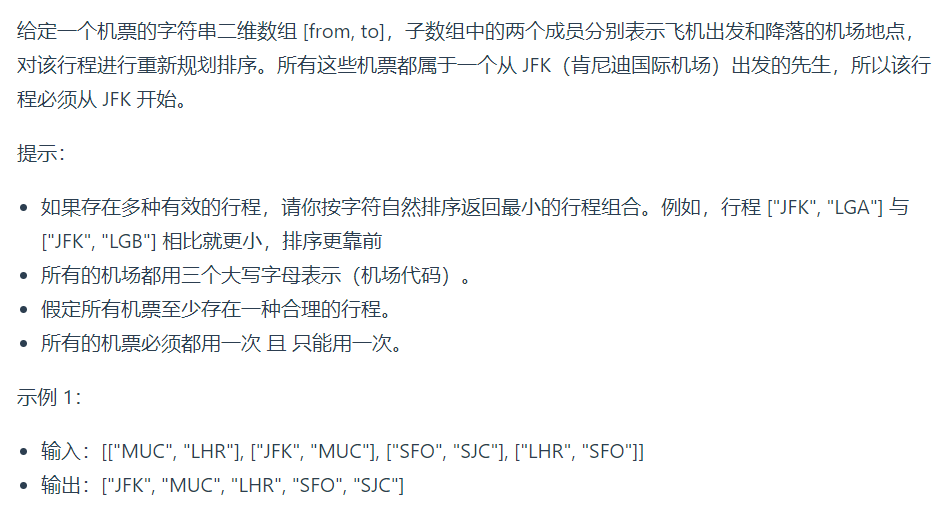 给定一个机票的字符串二维数组 [from, to]，子数组中的两个成员分别表示飞机出发和降落的机场地点，
对该行程进行重新规划排序。所有这些机票都属于一个从 JFK（肯尼迪国际机场）出发的先生，所以该行
程必须从 JFK 开始。
提示：
• 如果存在多种有效的行程，请你按字符自然排序返回最小的行程组合。例如，行程 ["JFK", "LGA"] 与
["JFK", "LGB"] 相比就更小，排序更靠前
• 所有的机场都用三个大写字母表示（机场代码）。
• 假定所有机票至少存在一种合理的行程。
• 所有的机票必须都用一次 且 只能用一次。
示例 1：
• 输入：[["MUC", "LHR"], ["JFK", "MUC"], ["SFO", "SJC"], ["LHR", "SFO"]]
• 输出：["JFK", "MUC", "LHR", "SFO", "SJC"]